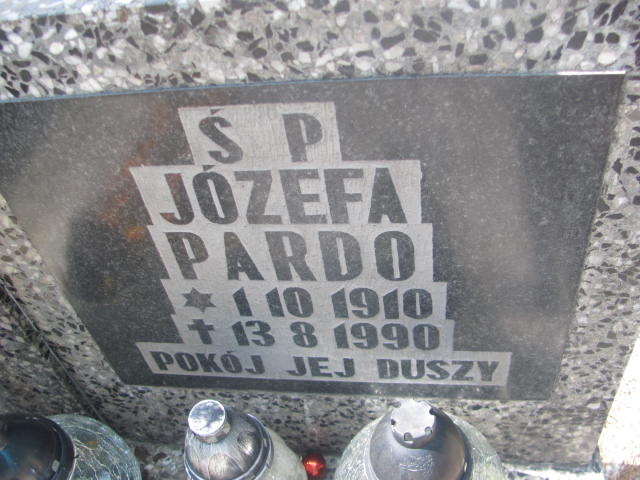 Ś P
JÓZEFA
PARDO
✶ 1 10 1910
✝ 13 8 1990
POKÓJ JEJ DUSZY